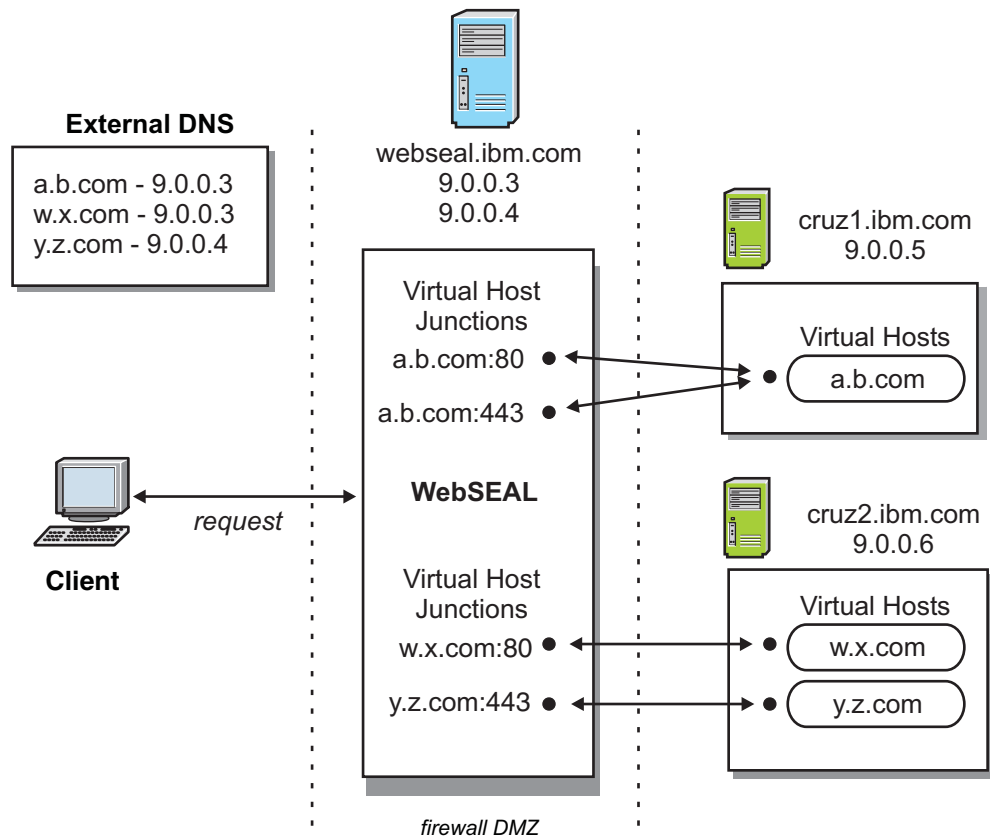 External DNS
a.b.com - 9.0.0.3
w.x.com - 9.0.0.3
y.z.com - 9.0.0.4
webseal.ibm.com
9.0.0.3
9.0.0.4
cruz1.ibm.com
9.0.0.5
Virtual Host
Junctions
a.b.com:80
a.b.com:443
Virtual Hosts
a.b.com
WebSEAL
request
Client
cruz2.ibm.com
9.0.0.6
Virtual Host
Junctions
w.x.com:80
y.z.com:443
Virtual Hosts
w.x.com
y.z.com
firewall DMZ